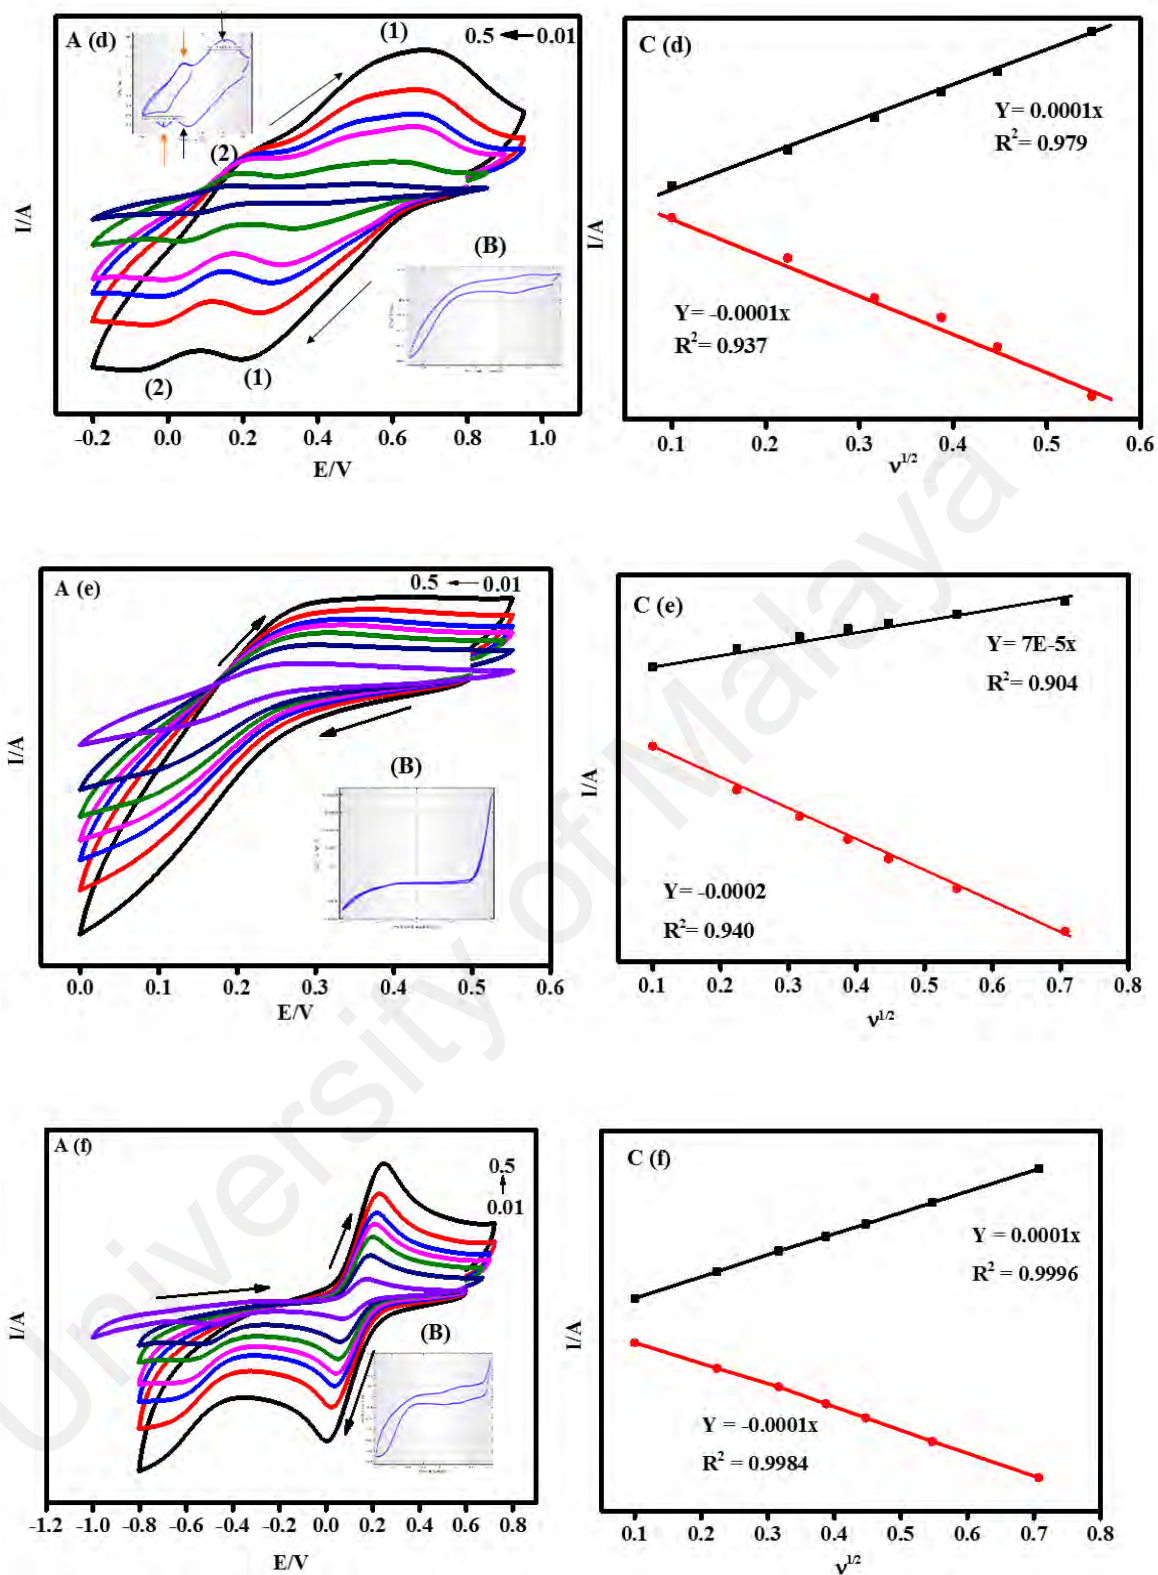 A (d)
(1)
0.5 0.01
(2)
(B)
(2)
(1)
I/A
-0.2 0.0 0.2 0.4 0.6 0.8 1.0
E/V
C (d)
Y= 0.0001x
R²= 0.979
Y= -0.0001x
R²= 0.937
I/A
0.1 0.2 0.3 0.4 0.5 0.6
ν1/2
A (e)
0.5 0.01
(B)
I/A
0.0 0.1 0.2 0.3 0.4 0.5 0.6
E/V
C (e)
Y= 7E-5x
R²= 0.904
Y= -0.0002
R²= 0.940
I/A
0.1 0.2 0.3 0.4 0.5 0.6 0.7 0.8
ν1/2
A (f)
0.5
0.01
(B)
I/A
-1.2 -1.0 -0.8 -0.6 -0.4 -0.2 0.0 0.2 0.4 0.6 0.8
E/V
C (f)
Y = 0.0001x
R² = 0.9996
Y = -0.0001x
R² = 0.9984
I/A
0.1 0.2 0.3 0.4 0.5 0.6 0.7 0.8
ν1/2
University of Malaya